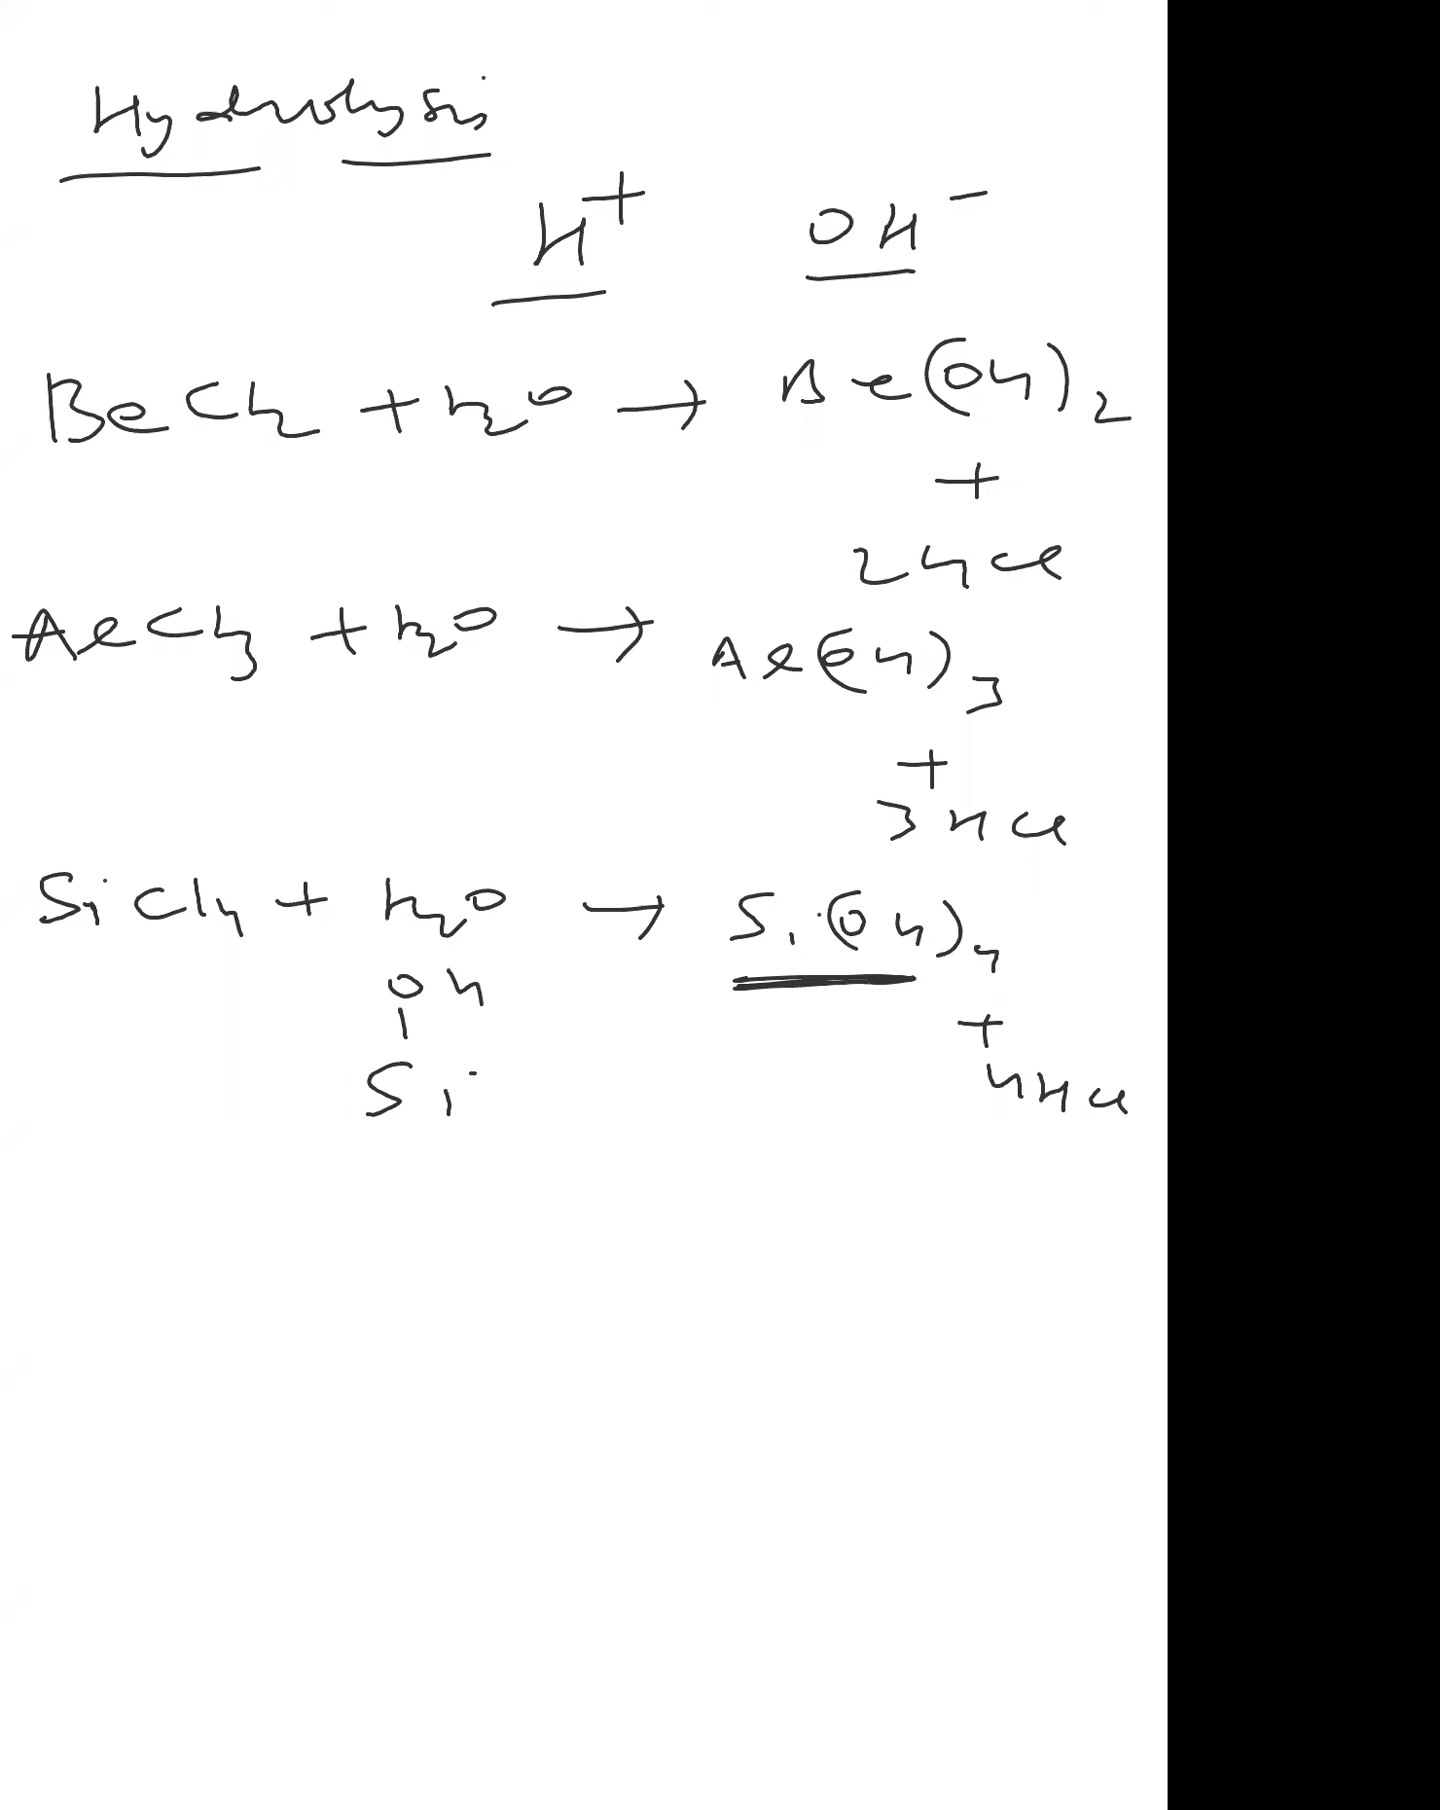 Hydrolysis
H⁺ OH⁻
BeCl₂ + H₂O → Be(OH)₂
+
2HCl
AlCl₃ + H₂O → Al(OH)₃
+
3HCl
SiCl₄ + H₂O → Si(OH)₄
OH
+
Si
4HCl